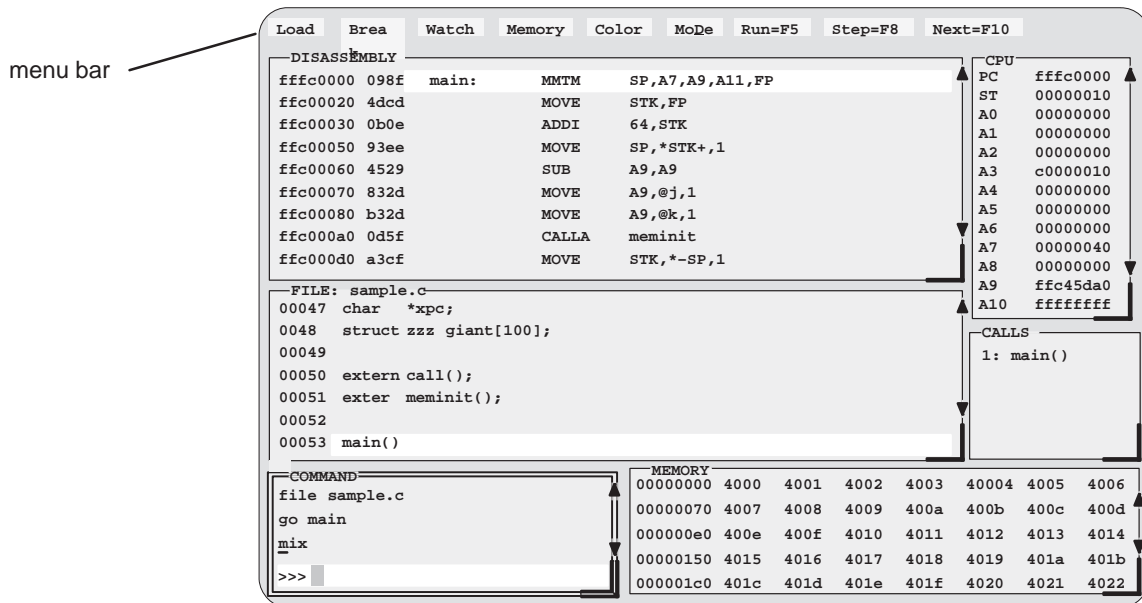 Load Brea
k Watch Memory Color MoDe Run=F5 Step=F8 Next=F10
menu bar
DISASSEMBLY
fffc0000 098f main: MMTM SP,A7,A9,A11,FP
ffc00020 4dcd MOVE STK,FP
ffc00030 0b0e ADDI 64,STK
ffc00050 93ee MOVE SP,*STK+,1
ffc00060 4529 SUB A9,A9
ffc00070 832d MOVE A9,@j,1
ffc00080 b32d MOVE A9,@k,1
ffc000a0 0d5f CALLA meminit
ffc000d0 a3cf MOVE STK,*-SP,1
CPU
PC fffc0000
ST 00000010
A0 00000000
A1 00000000
A2 00000000
A3 c0000010
A4 00000000
A5 00000000
A6 00000000
A7 00000040
A8 00000000
A9 ffc45da0
A10 ffffffff
FILE: sample.c
00047 char *xpc;
0048 struct zzz giant[100];
00049
00050 extern call();
00051 exter meminit();
00052
00053 main()
CALLS
1: main()
COMMAND
file sample.c
go main
mix
>>>
MEMORY
00000000 4000 4001 4002 4003 40004 4005 4006
00000070 4007 4008 4009 400a 400b 400c 400d
000000e0 400e 400f 4010 4011 4012 4013 4014
00000150 4015 4016 4017 4018 4019 401a 401b
000001c0 401c 401d 401e 401f 4020 4021 4022